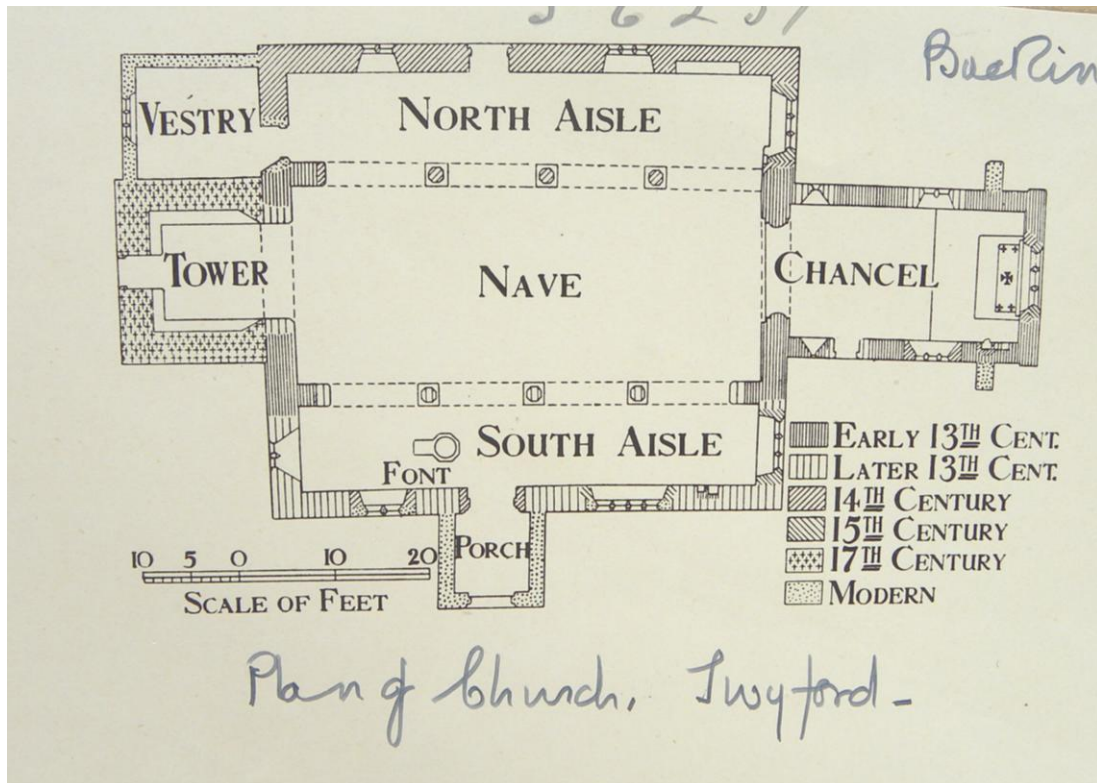 56257
VESTRY
NORTH AISLE
TOWER
NAVE
CHANCEL
SOUTH AISLE
FONT
PORCH
10 5 0 10 20
SCALE OF FEET
EARLY 13TH CENT.
LATER 13TH CENT.
14TH CENTURY
15TH CENTURY
17TH CENTURY
MODERN
Plan of Church, Twyford -